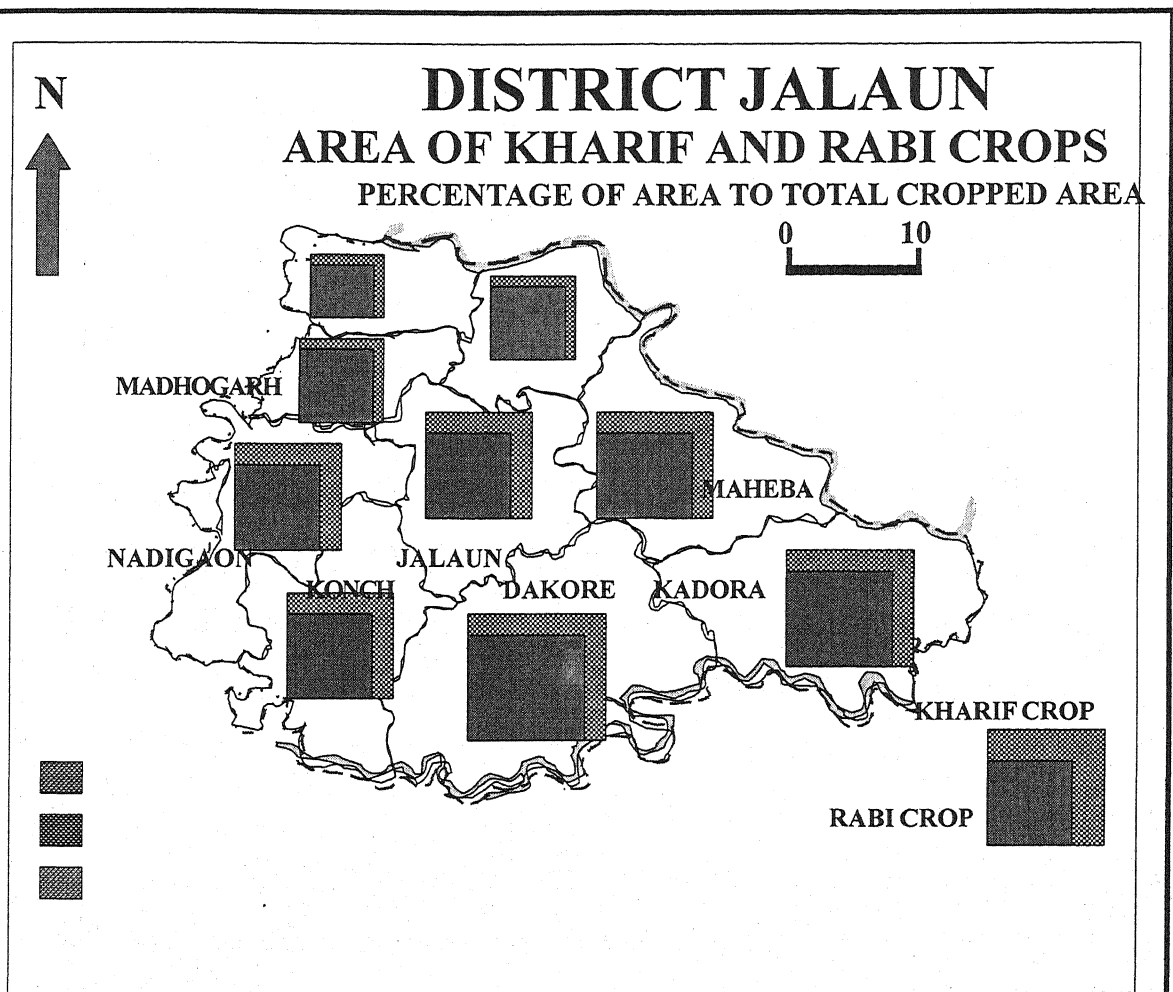 N
DISTRICT JALAUN
AREA OF KHARIF AND RABI CROPS
PERCENTAGE OF AREA TO TOTAL CROPPED AREA
0 10
MADHOGARH
MAHEBA
NADIGAON
JALAUN
KONCH
DAKORE
KADORA
KHARIF CROP
RABI CROP